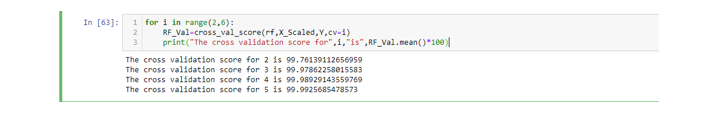 In [63]:
1 for i in range(2,6):
2 RF_Val=cross_val_score(rf,X_Scaled,Y,cv=i)
3 print("The cross validation score for",i,"is",RF_Val.mean()*100)
The cross validation score for 2 is 99.76139112656959
The cross validation score for 3 is 99.97862258015583
The cross validation score for 4 is 99.98929143559769
The cross validation score for 5 is 99.9925685478573